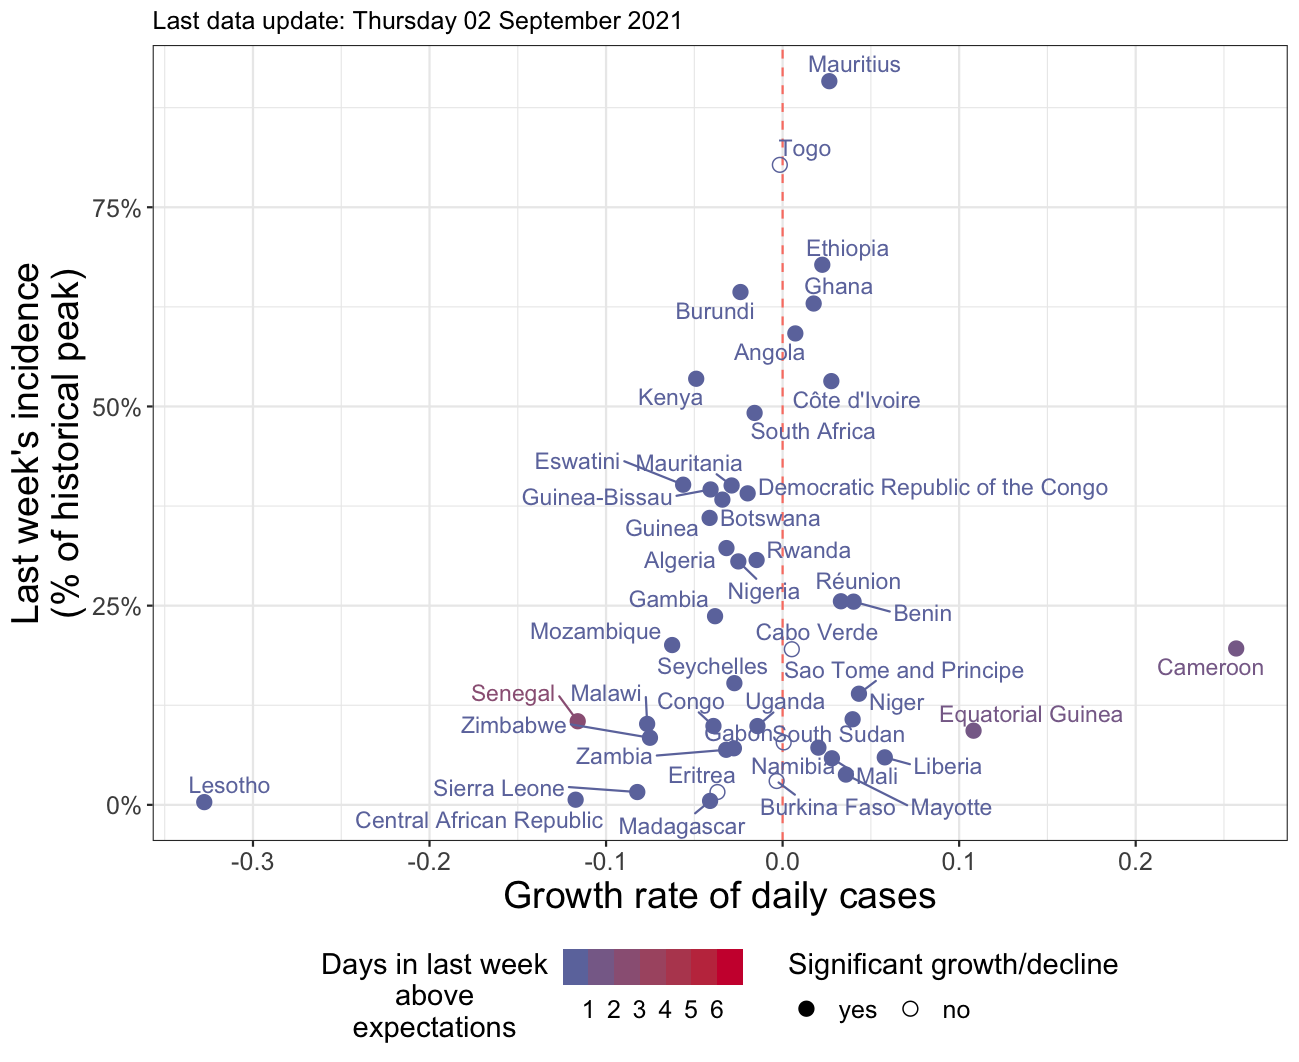 Last data update: Thursday 02 September 2021
Last week's incidence
(% of historical peak)
75%
50%
25%
0%
Mauritius
Togo
Ethiopia
Ghana
Burundi
Angola
Kenya
Côte d'Ivoire
South Africa
Eswatini
Mauritania
Guinea-Bissau
Democratic Republic of the Congo
Botswana
Guinea
Algeria
Rwanda
Nigeria
Réunion
Gambia
Benin
Mozambique
Cabo Verde
Seychelles
Sao Tome and Principe
Cameroon
Senegal
Malawi
Congo
Uganda
Niger
Equatorial Guinea
Zimbabwe
Gabon
South Sudan
Zambia
Eritrea
Namibia
Mali
Liberia
Lesotho
Sierra Leone
Burkina Faso
Mayotte
Central African Republic
Madagascar
-0.3
-0.2
-0.1
0.0
0.1
0.2
Growth rate of daily cases
Days in last week
above
expectations
1 2 3 4 5 6
Significant growth/decline
yes
no